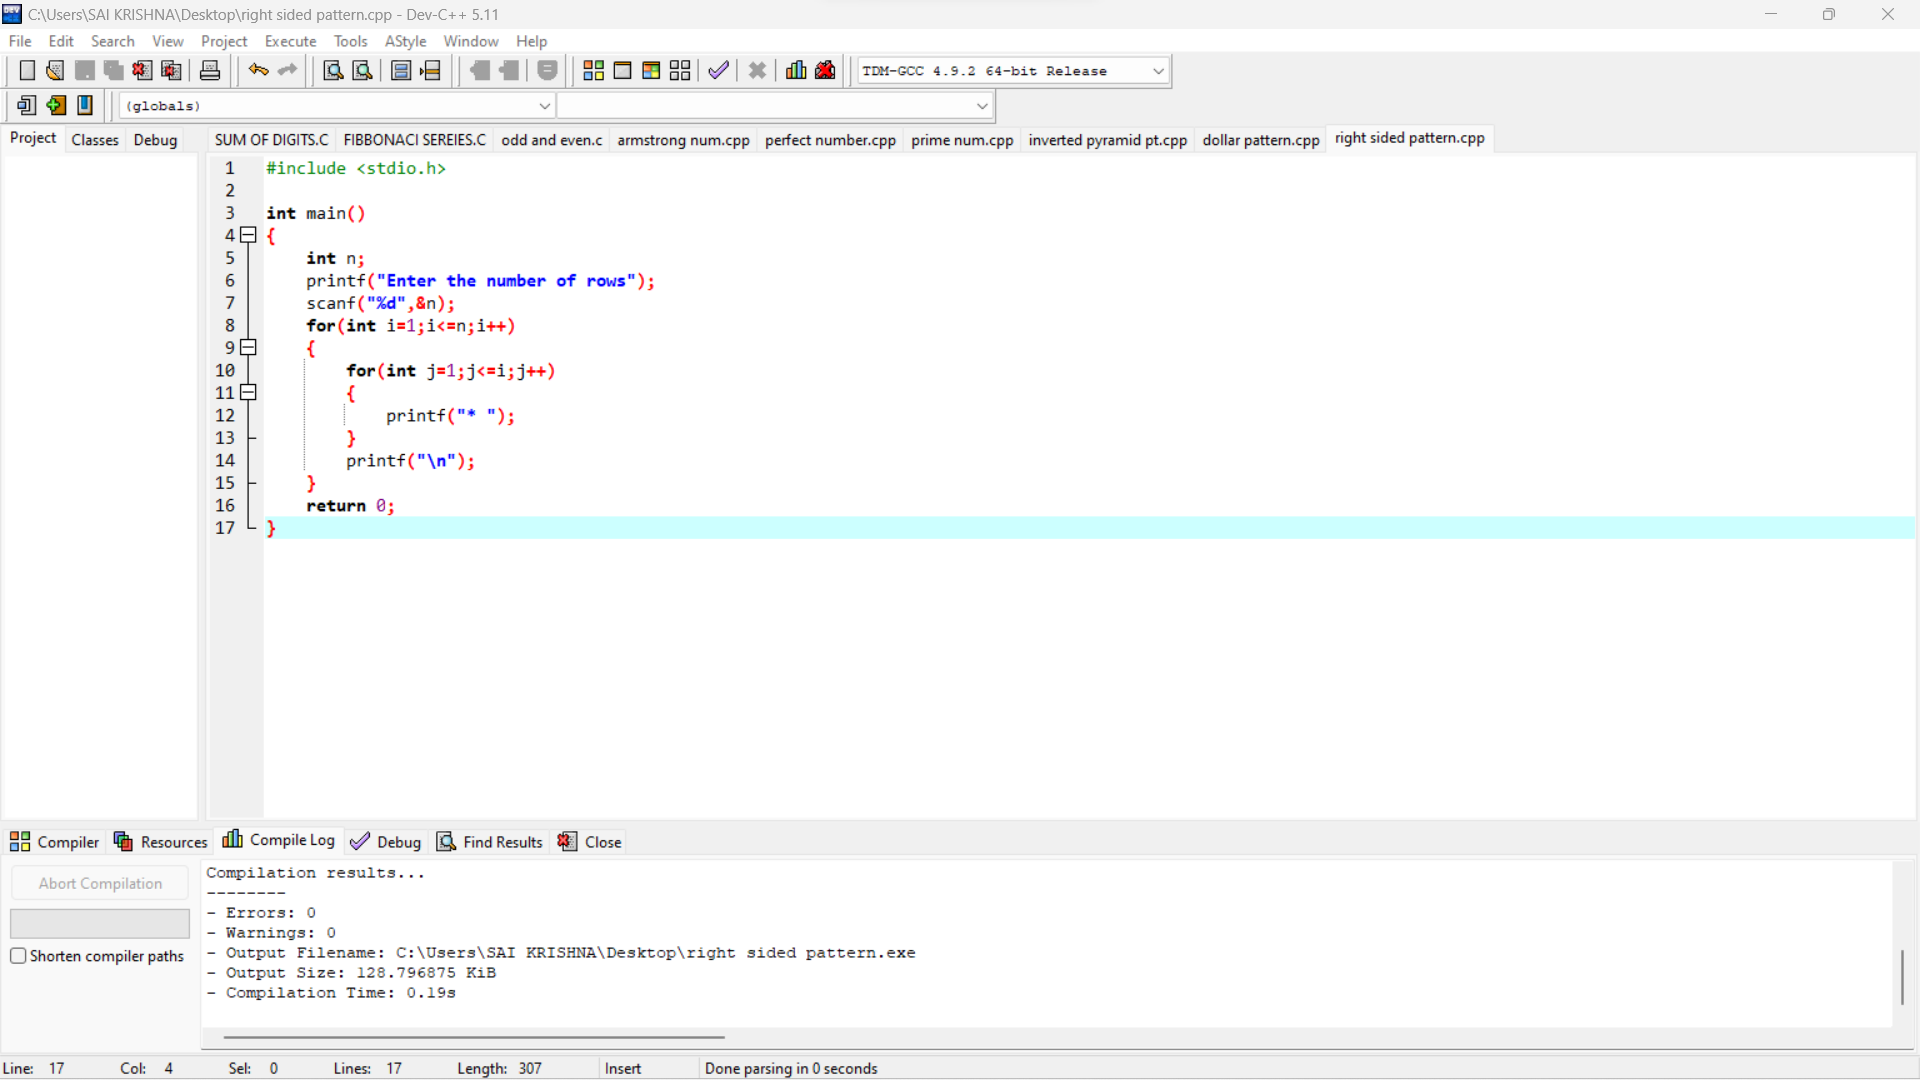 C:\Users\SAI KRISHNA\Desktop\right sided pattern.cpp - Dev-C++ 5.11
File Edit Search View Project Execute Tools AStyle Window Help
TDM-GCC 4.9.2 64-bit Release
(globals)
Project Classes Debug SUM OF DIGITS.C FIBBONACI SEREIES.C odd and even.c armstrong num.cpp perfect number.cpp prime num.cpp inverted pyramid pt.cpp dollar pattern.cpp right sided pattern.cpp
1 #include <stdio.h>
2
3 int main()
4 {
5 int n;
6 printf("Enter the number of rows");
7 scanf("%d",&n);
8 for(int i=1;i<=n;i++)
9 {
10 for(int j=1;j<=i;j++)
11 {
12 printf("* ");
13 }
14 printf("\n");
15 }
16 return 0;
17 }
Compiler Resources Compile Log Debug Find Results Close
Abort Compilation
Shorten compiler paths
Compilation results...
--------
- Errors: 0
- Warnings: 0
- Output Filename: C:\Users\SAI KRISHNA\Desktop\right sided pattern.exe
- Output Size: 128.796875 KiB
- Compilation Time: 0.19s
Line: 17 Col: 4 Sel: 0 Lines: 17 Length: 307 Insert Done parsing in 0 seconds